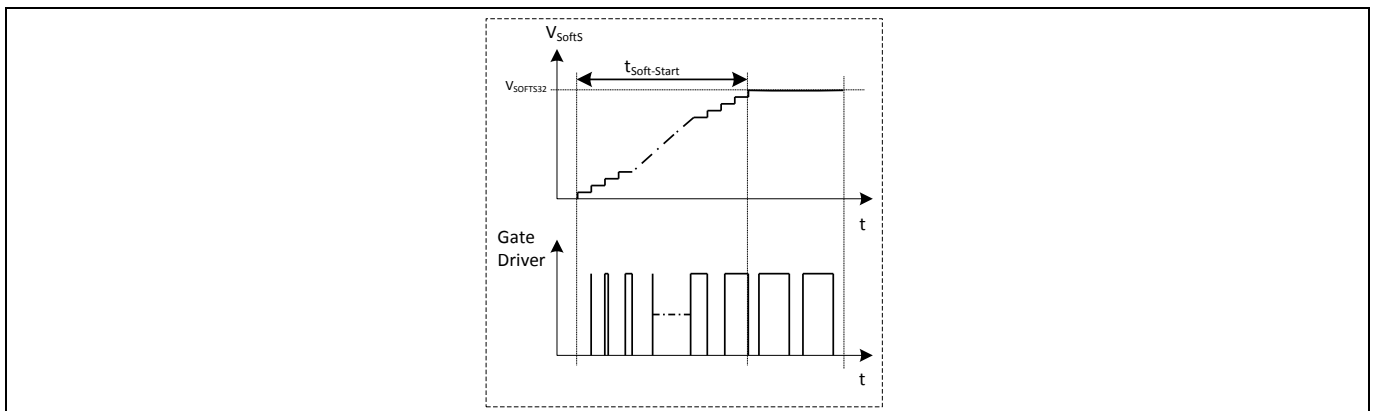 V_SoftS
t_Soft-Start
V_SOFTS32
t
Gate
Driver
t